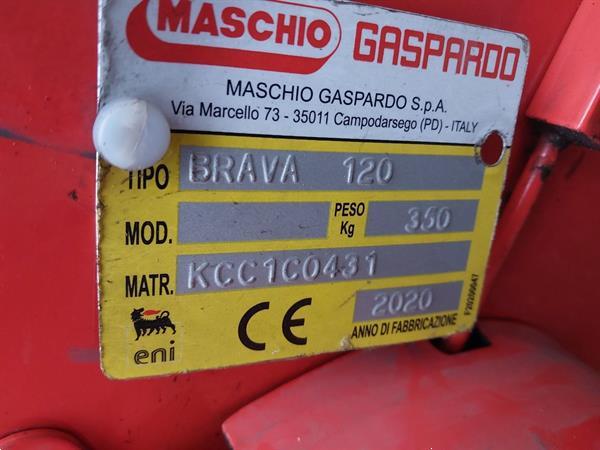 MASCHIO GASPARDO
MASCHIO GASPARDO S.p.A.
Via Marcello 73 - 35011 Campodarsego (PD) - ITALY
TIPO BRAVA 120
MOD. PESO Kg 350
MATR. KCC1C0431
2020
ANNO DI FABBRICAZIONE
eni CE
F20200647